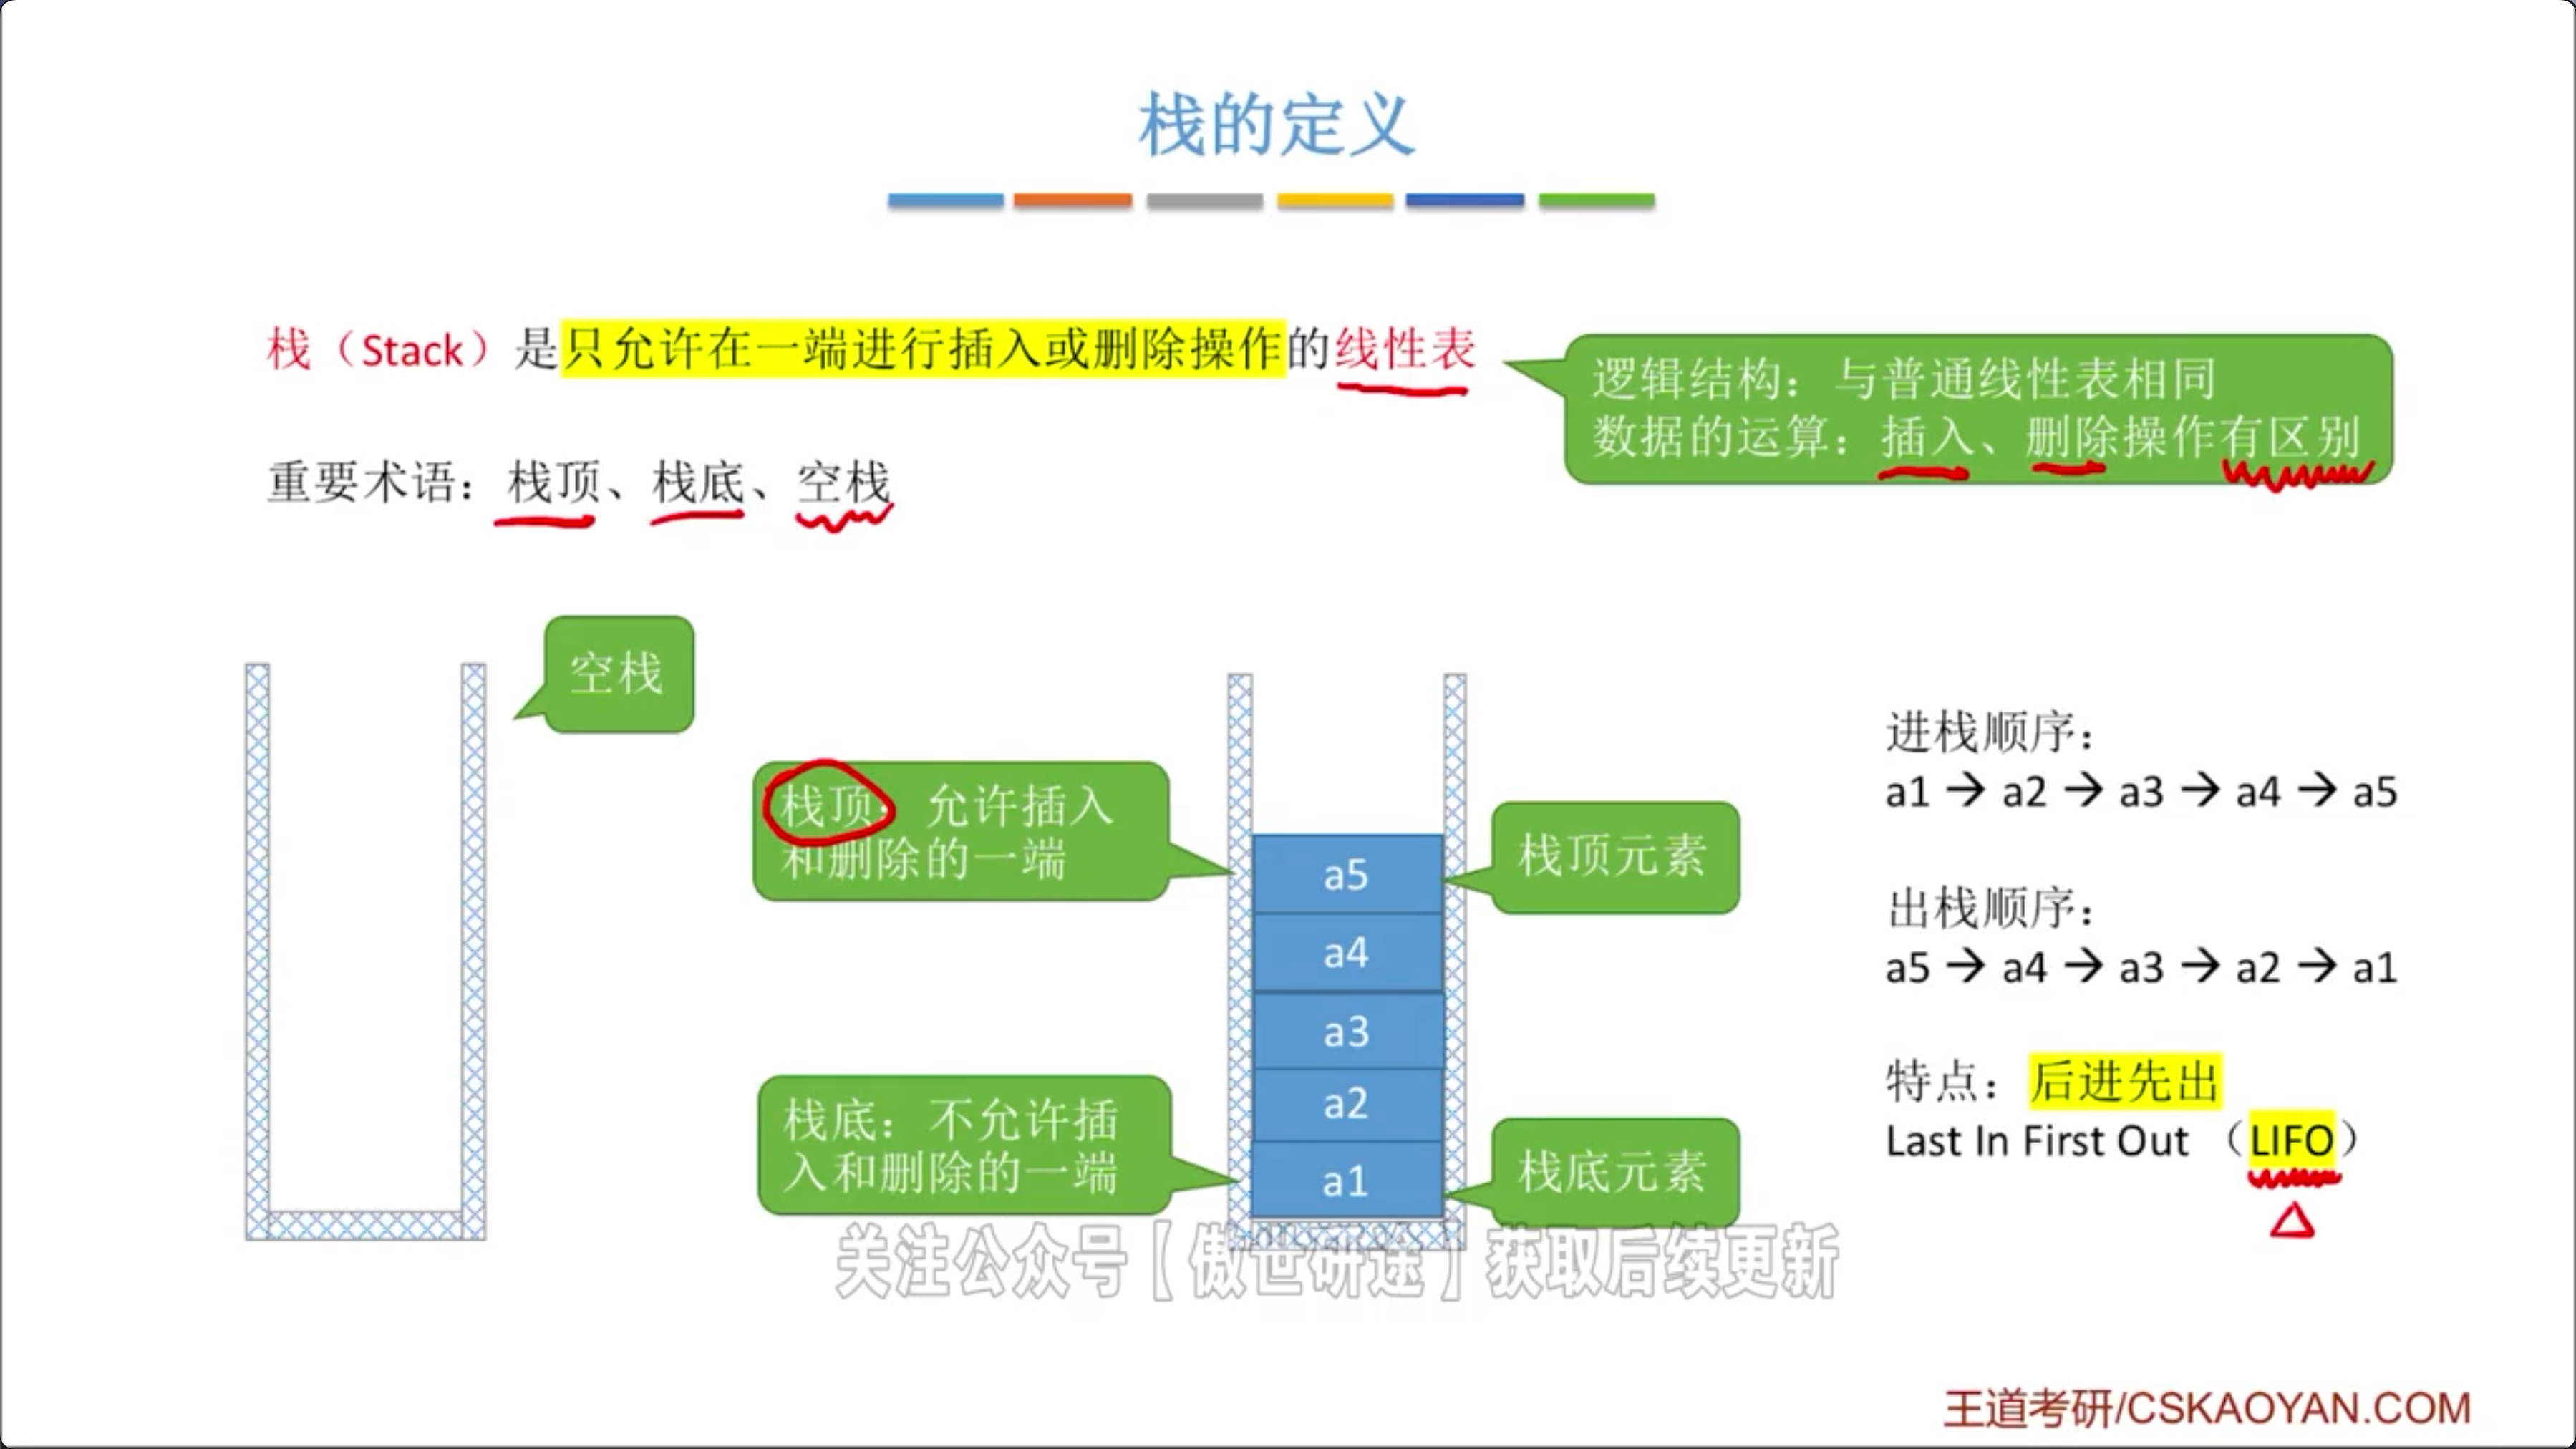 栈的定义
栈（Stack）是只允许在一端进行插入或删除操作的线性表
逻辑结构：与普通线性表相同
数据的运算：插入、删除操作有区别
重要术语：栈顶、栈底、空栈
空栈
栈顶：允许插入
和删除的一端
栈底：不允许插
入和删除的一端
a5
a4
a3
a2
a1
栈顶元素
栈底元素
进栈顺序：
a1→a2→a3→a4→a5
出栈顺序：
a5→a4→a3→a2→a1
特点：后进先出
Last In First Out（LIFO）
关注公众号【傲世研途】获取后续更新
王道考研/CSKAOYAN.COM